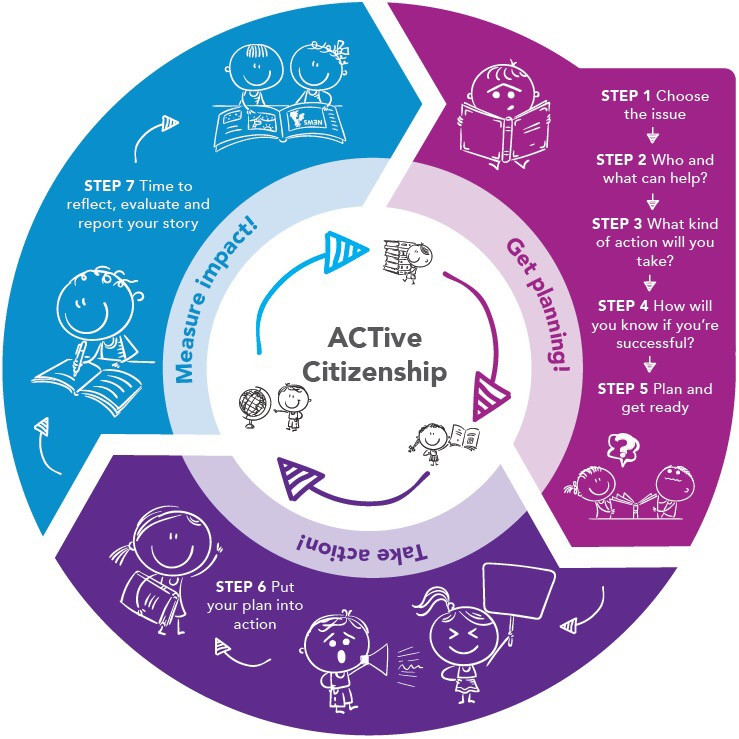 ACTive
Citizenship
Get planning!
STEP 1 Choose
the issue
STEP 2 Who and
what can help?
STEP 3 What kind
of action will you
take?
STEP 4 How will
you know if you're
successful?
STEP 5 Plan and
get ready
?
Take action!
STEP 6 Put
your plan into
action
Measure impact!
STEP 7 Time to
reflect, evaluate and
report your story
NEWS